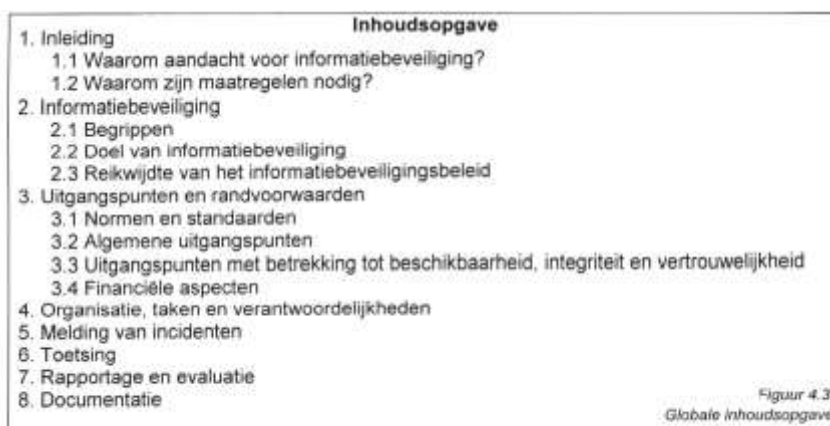 Inhoudsopgave
1. Inleiding
1.1 Waarom aandacht voor informatiebeveiliging?
1.2 Waarom zijn maatregelen nodig?
2. Informatiebeveiliging
2.1 Begrippen
2.2 Doel van informatiebeveiliging
2.3 Reikwijdte van het informatiebeveiligingsbeleid
3. Uitgangspunten en randvoorwaarden
3.1 Normen en standaarden
3.2 Algemene uitgangspunten
3.3 Uitgangspunten met betrekking tot beschikbaarheid, integriteit en vertrouwelijkheid
3.4 Financiële aspecten
4. Organisatie, taken en verantwoordelijkheden
5. Melding van incidenten
6. Toetsing
7. Rapportage en evaluatie
8. Documentatie
Figuur 4.3
Globale inhoudsopgave